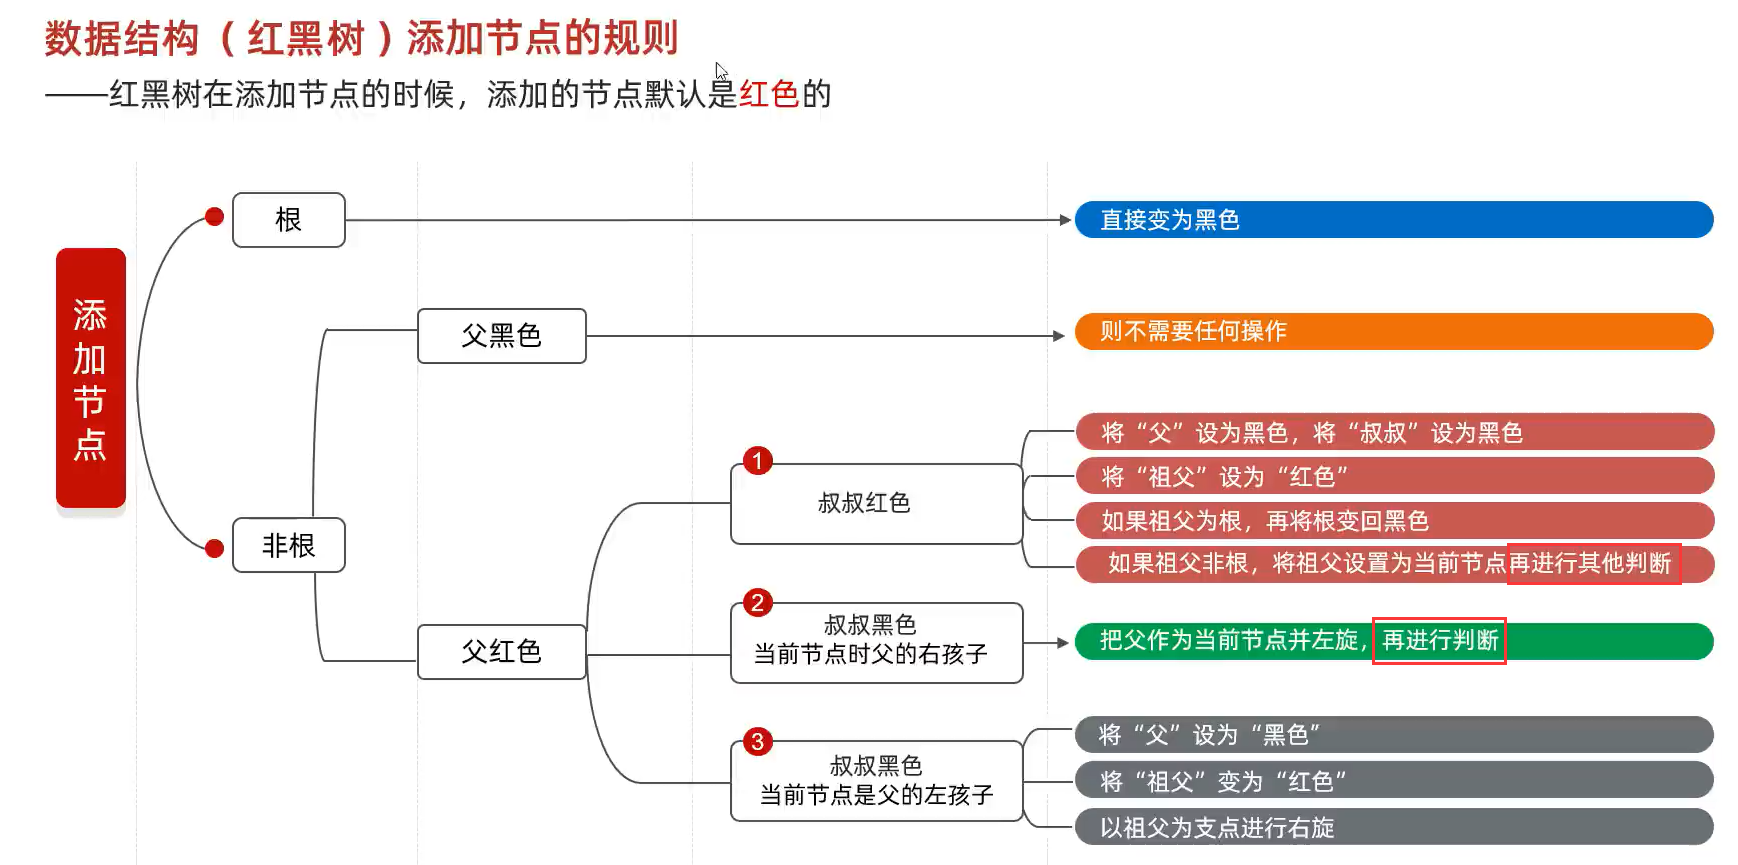 数据结构（红黑树）添加节点的规则
——红黑树在添加节点的时候，添加的节点默认是红色的
添加节点
根
直接变为黑色
非根
父黑色
则不需要任何操作
父红色
1
叔叔红色
将“父”设为黑色，将“叔叔”设为黑色
将“祖父”设为“红色”
如果祖父为根，再将根变回黑色
如果祖父非根，将祖父设置为当前节点再进行其他判断
2
叔叔黑色
当前节点时父的右孩子
把父作为当前节点并左旋，再进行判断
3
叔叔黑色
当前节点是父的左孩子
将“父”设为“黑色”
将“祖父”变为“红色”
以祖父为支点进行右旋